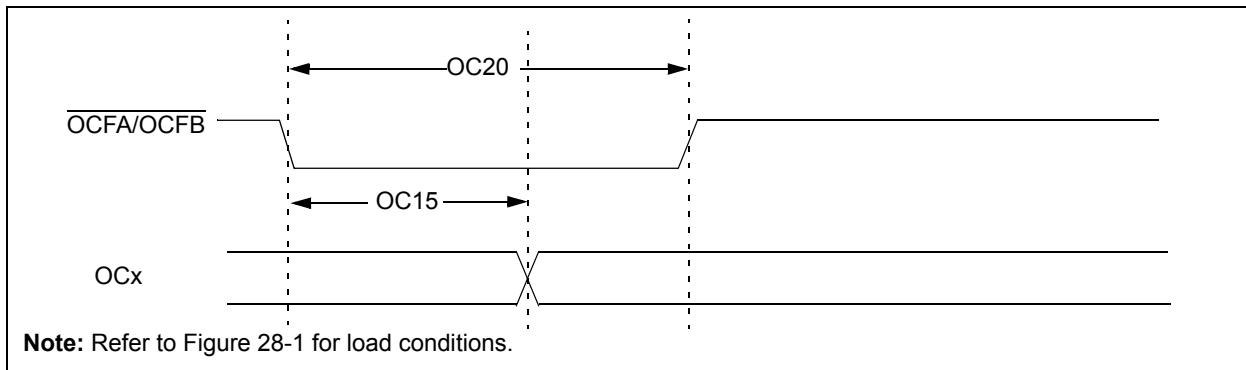 OC20
OCFA/OCFB
OC15
OCx
Note: Refer to Figure 28-1 for load conditions.